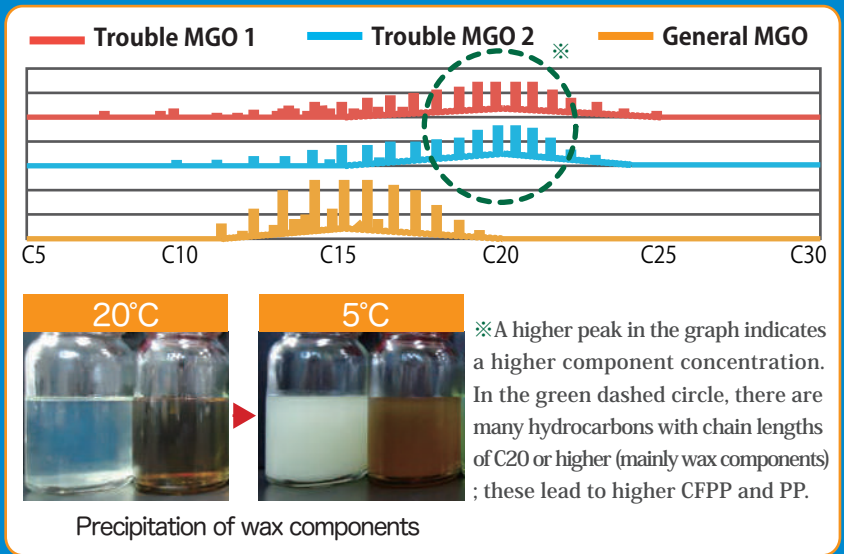 Trouble MGO 1 Trouble MGO 2 General MGO
※
C5 C10 C15 C20 C25 C30
20°C 5°C
※A higher peak in the graph indicates
a higher component concentration.
In the green dashed circle, there are
many hydrocarbons with chain lengths
of C20 or higher (mainly wax components)
; these lead to higher CFPP and PP.
Precipitation of wax components